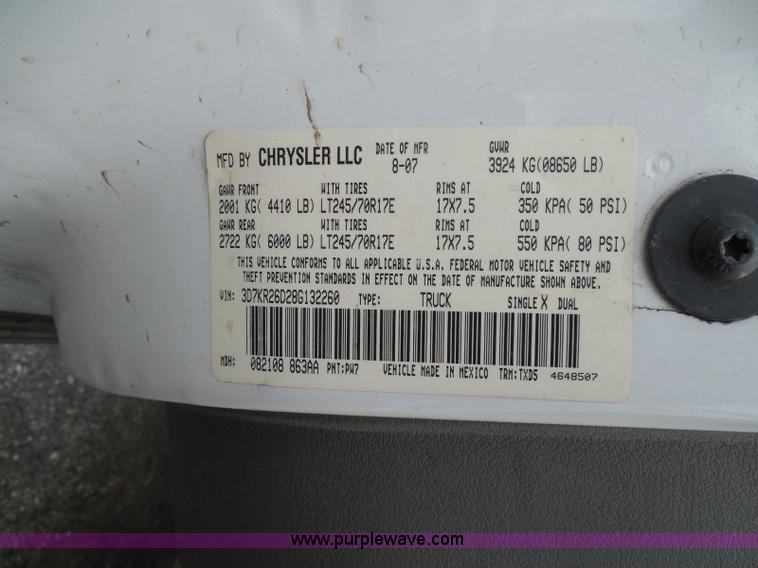 MFD BY CHRYSLER LLC DATE OF MFR 8-07 GVWR 3924 KG(08650 LB)
GAWR FRONT WITH TIRES RIMS AT COLD
2001 KG( 4410 LB) LT245/70R17E 17X7.5 350 KPA( 50 PSI)
GAWR REAR WITH TIRES RIMS AT COLD
2722 KG( 6000 LB) LT245/70R17E 17X7.5 550 KPA( 80 PSI)
THIS VEHICLE CONFORMS TO ALL APPLICABLE U.S.A. FEDERAL MOTOR VEHICLE SAFETY AND
THEFT PREVENTION STANDARDS IN EFFECT ON THE DATE OF MANUFACTURE SHOWN ABOVE.
VIN: 3D7KR26D28G132260 TYPE: TRUCK SINGLE X DUAL
MDH: 082108 863AA PNT:PW7 VEHICLE MADE IN MEXICO TRM:TXD5 4648507
www.purplewave.com